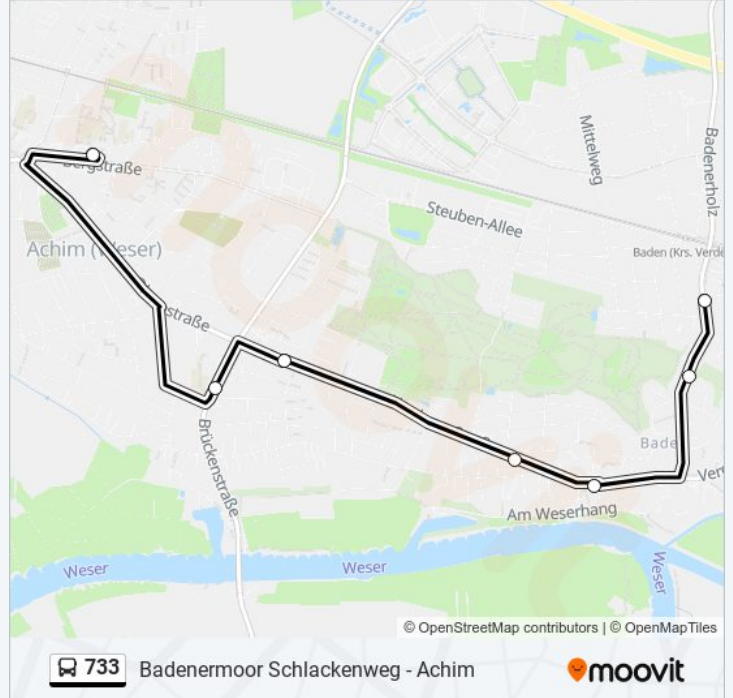 Mittelweg
Badenerholz
Bergstraße
Steuben-Allee
Achim (Weser)
Baden (Krs. Verde
straße
Brückenstraße
Bade
Ver
Am Weserhang
Weser
Weser
Weser
© OpenStreetMap contributors | © OpenMapTiles
733 Badenermoor Schlackenweg - Achim
moovit